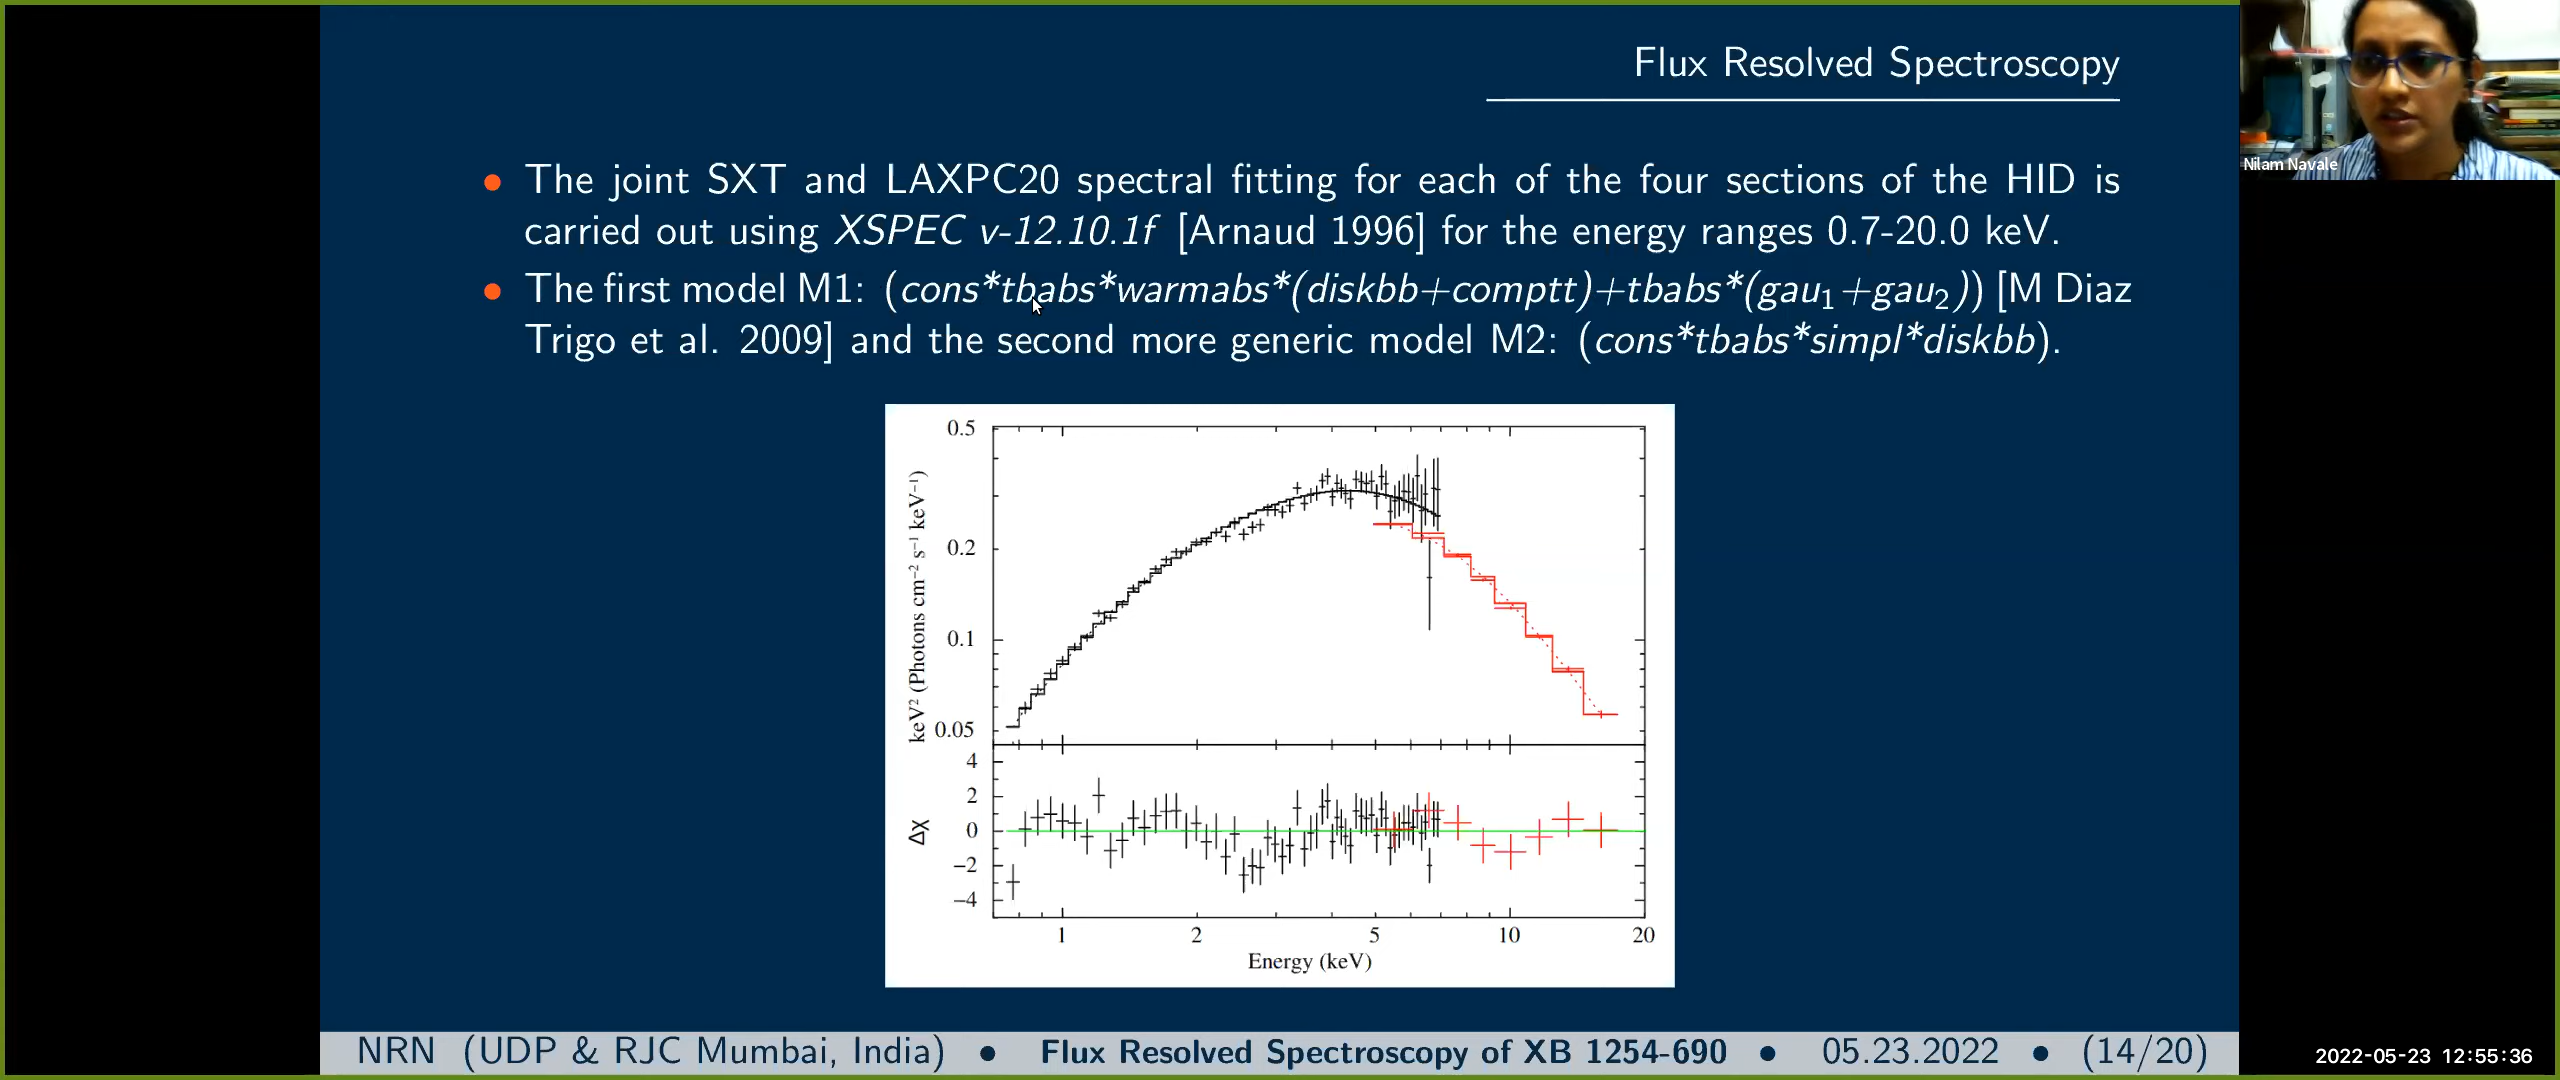 Flux Resolved Spectroscopy
Nilam Navale
• The joint SXT and LAXPC20 spectral fitting for each of the four sections of the HID is
carried out using XSPEC v-12.10.1f [Arnaud 1996] for the energy ranges 0.7-20.0 keV.
• The first model M1: (cons*tbabs*warmabs*(diskbb+comptt)+tbabs*(gau₁+gau₂)) [M Diaz
Trigo et al. 2009] and the second more generic model M2: (cons*tbabs*simpl*diskbb).
keV² (Photons cm⁻² s⁻¹ keV⁻¹)
0.5
0.2
0.1
0.05
Δχ
4
2
0
−2
−4
1 2 5 10 20
Energy (keV)
NRN (UDP & RJC Mumbai, India) • Flux Resolved Spectroscopy of XB 1254-690 • 05.23.2022 • (14/20)
2022-05-23 12:55:36